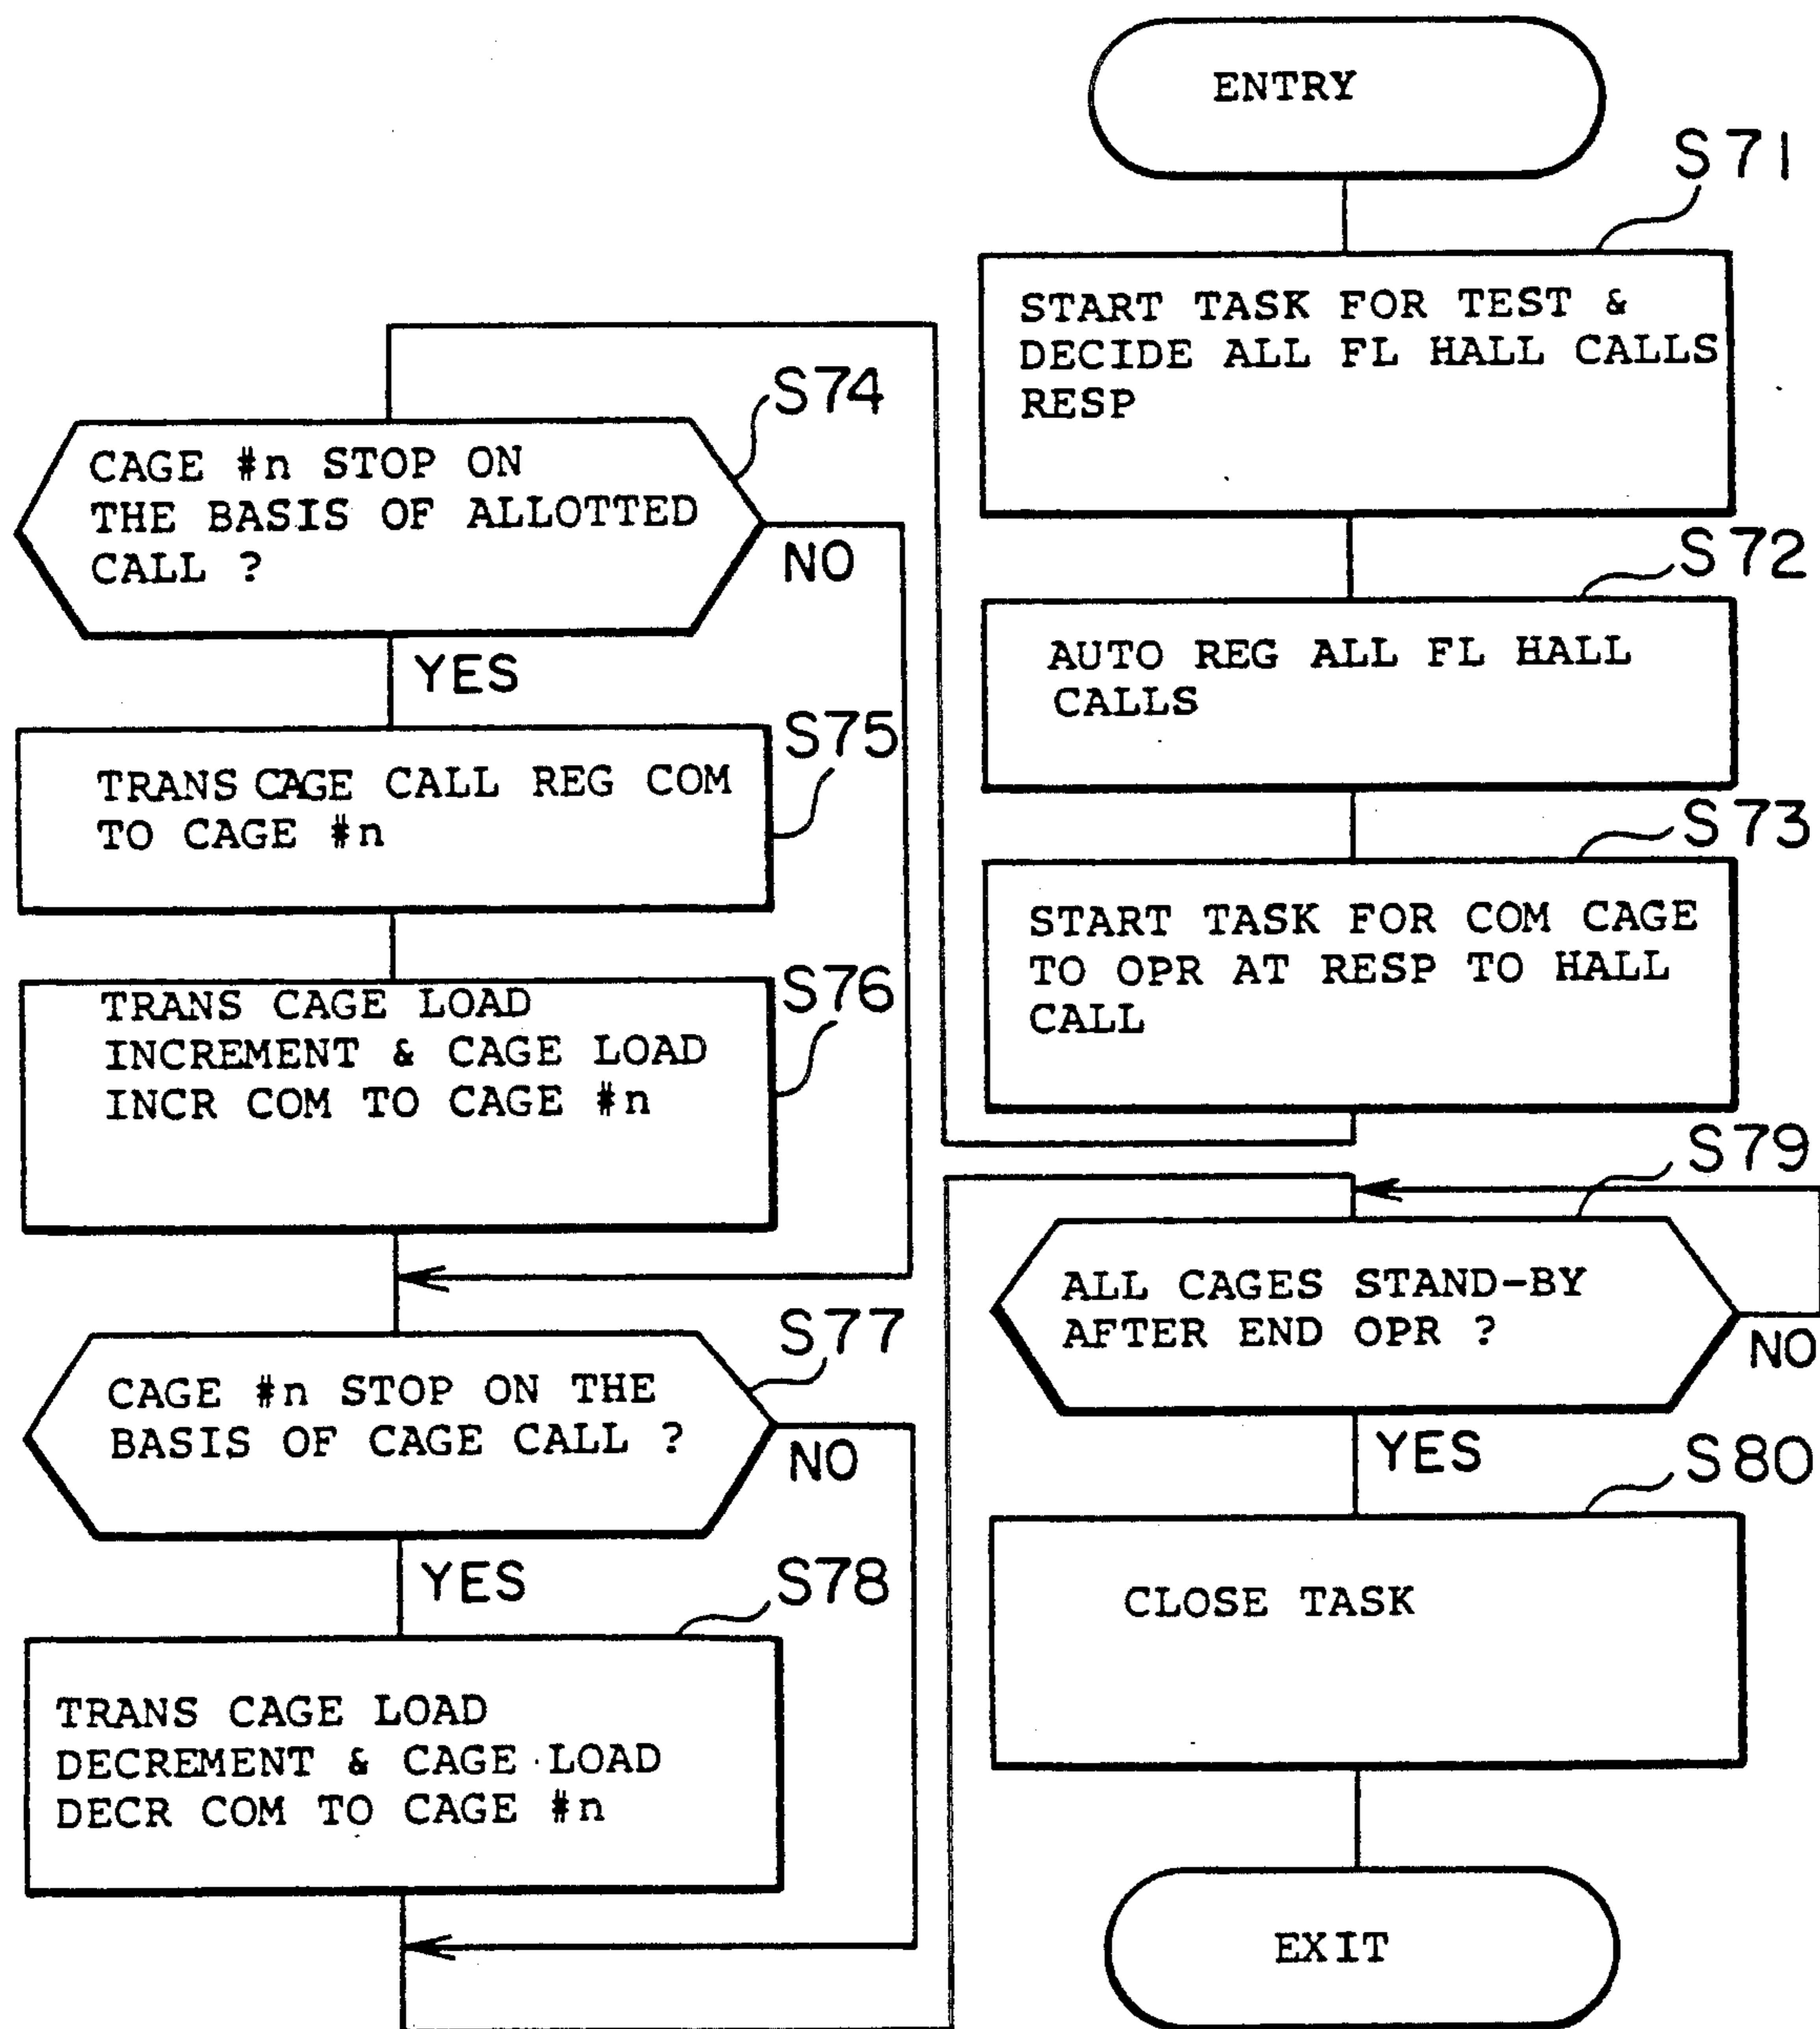 ENTRY
S71
START TASK FOR TEST &
DECIDE ALL FL HALL CALLS
RESP
S72
AUTO REG ALL FL HALL
CALLS
S73
START TASK FOR COM CAGE
TO OPR AT RESP TO HALL
CALL
S74
CAGE #n STOP ON
THE BASIS OF ALLOTTED
CALL ?
NO
YES
S75
TRANS CAGE CALL REG COM
TO CAGE #n
S76
TRANS CAGE LOAD
INCREMENT & CAGE LOAD
INCR COM TO CAGE #n
S77
CAGE #n STOP ON THE
BASIS OF CAGE CALL ?
NO
YES
S78
TRANS CAGE LOAD
DECREMENT & CAGE LOAD
DECR COM TO CAGE #n
S79
ALL CAGES STAND-BY
AFTER END OPR ?
NO
YES
S80
CLOSE TASK
EXIT